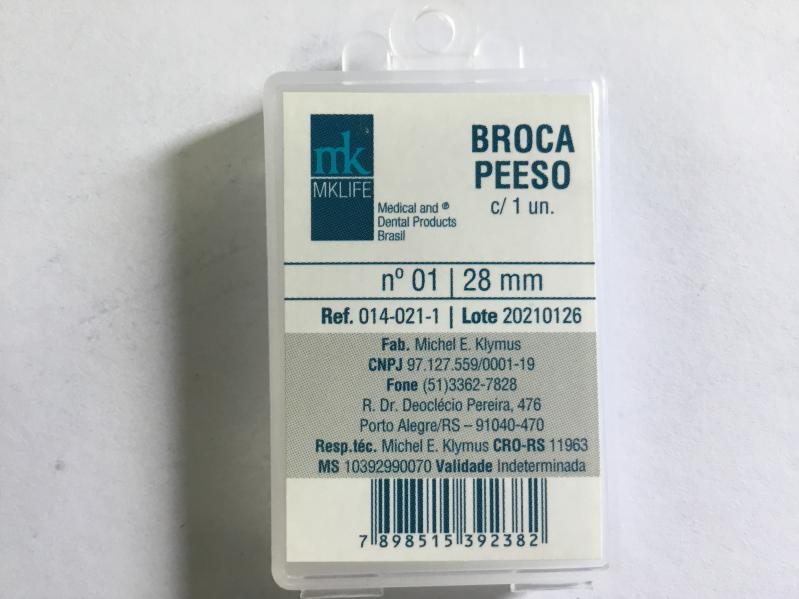 mk
MKLIFE
Medical and ®
Dental Products
Brasil
BROCA
PEESO
c/ 1 un.
nº 01 | 28 mm
Ref. 014-021-1 | Lote 20210126
Fab. Michel E. Klymus
CNPJ 97.127.559/0001-19
Fone (51)3362-7828
R. Dr. Deoclécio Pereira, 476
Porto Alegre/RS – 91040-470
Resp.téc. Michel E. Klymus CRO-RS 11963
MS 10392990070 Validade Indeterminada
7 898515 392382